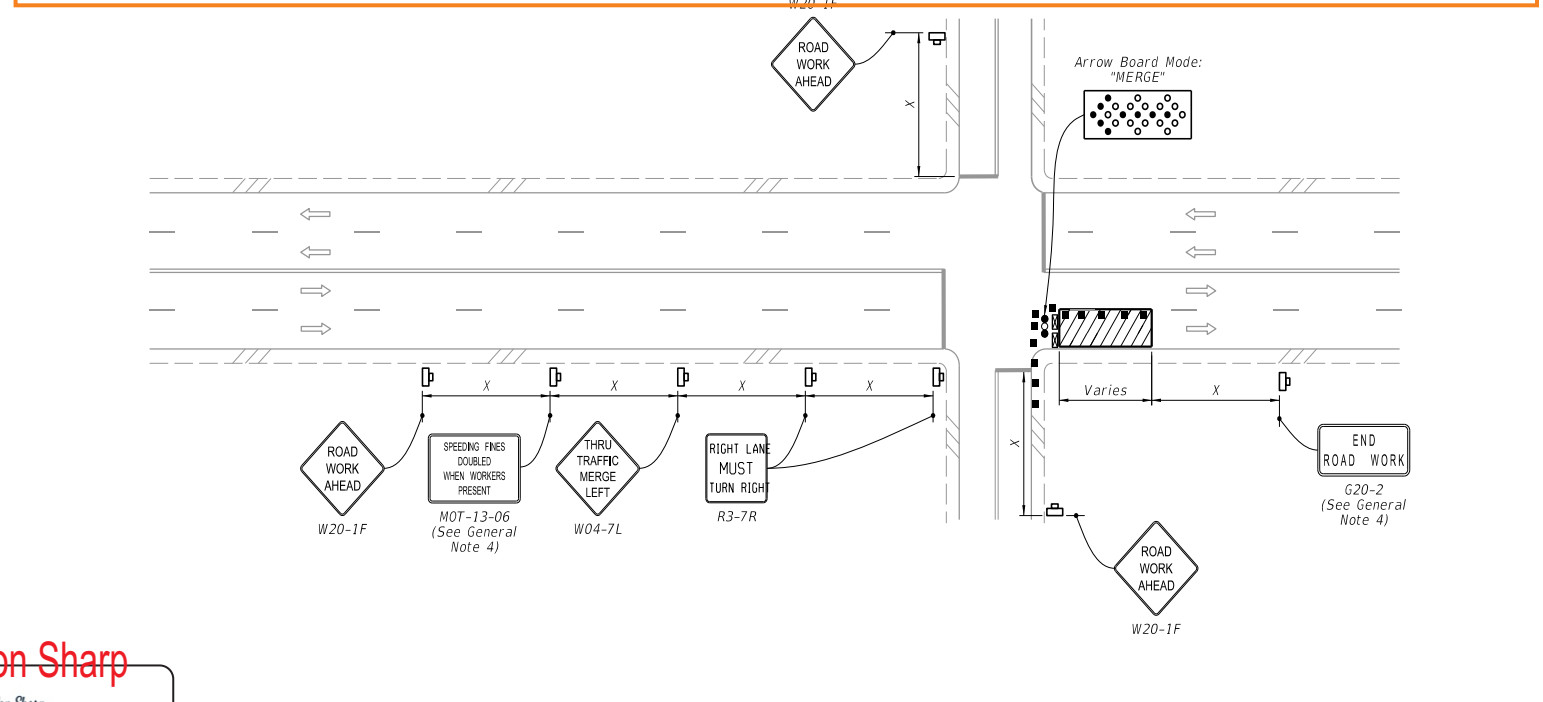 W20-1F
ROAD
WORK
AHEAD
X
Arrow Board Mode:
"MERGE"
X
X
X
X
Varies
X
X
ROAD
WORK
AHEAD
W20-1F
SPEEDING FINES
DOUBLED
WHEN WORKERS
PRESENT
MOT-13-06
(See General
Note 4)
THRU
TRAFFIC
MERGE
LEFT
W04-7L
RIGHT LANE
MUST
TURN RIGHT
R3-7R
END
ROAD WORK
G20-2
(See General
Note 4)
ROAD
WORK
AHEAD
W20-1F
on Sharp